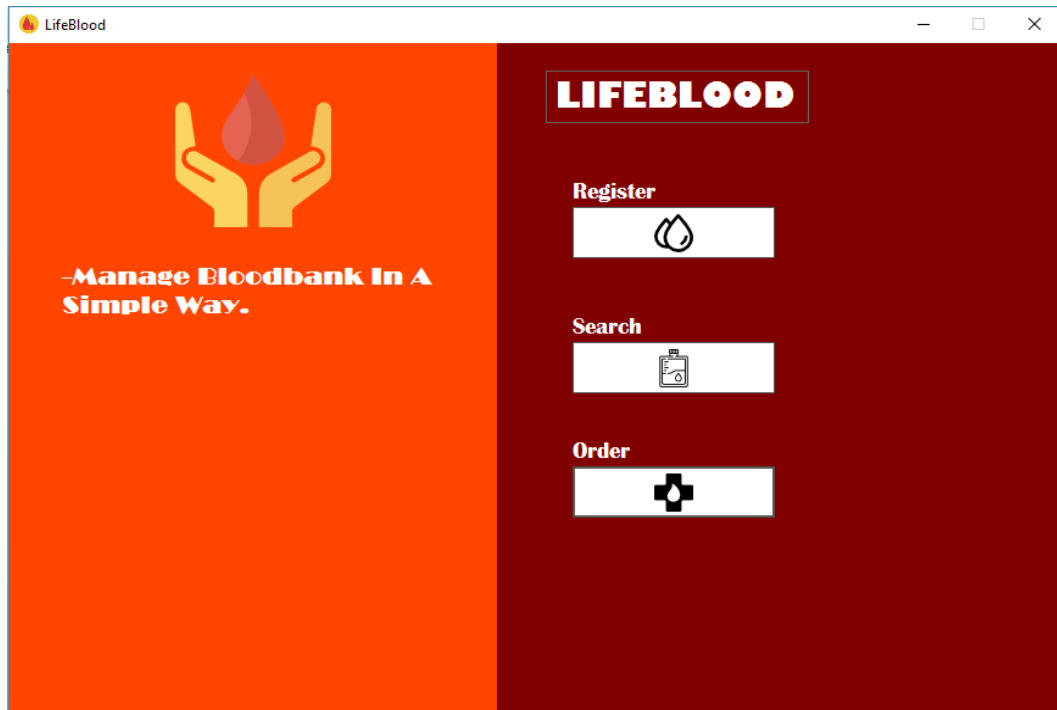 LifeBlood
-Manage Bloodbank In A
Simple Way.
LIFEBLOOD
Register
Search
Order